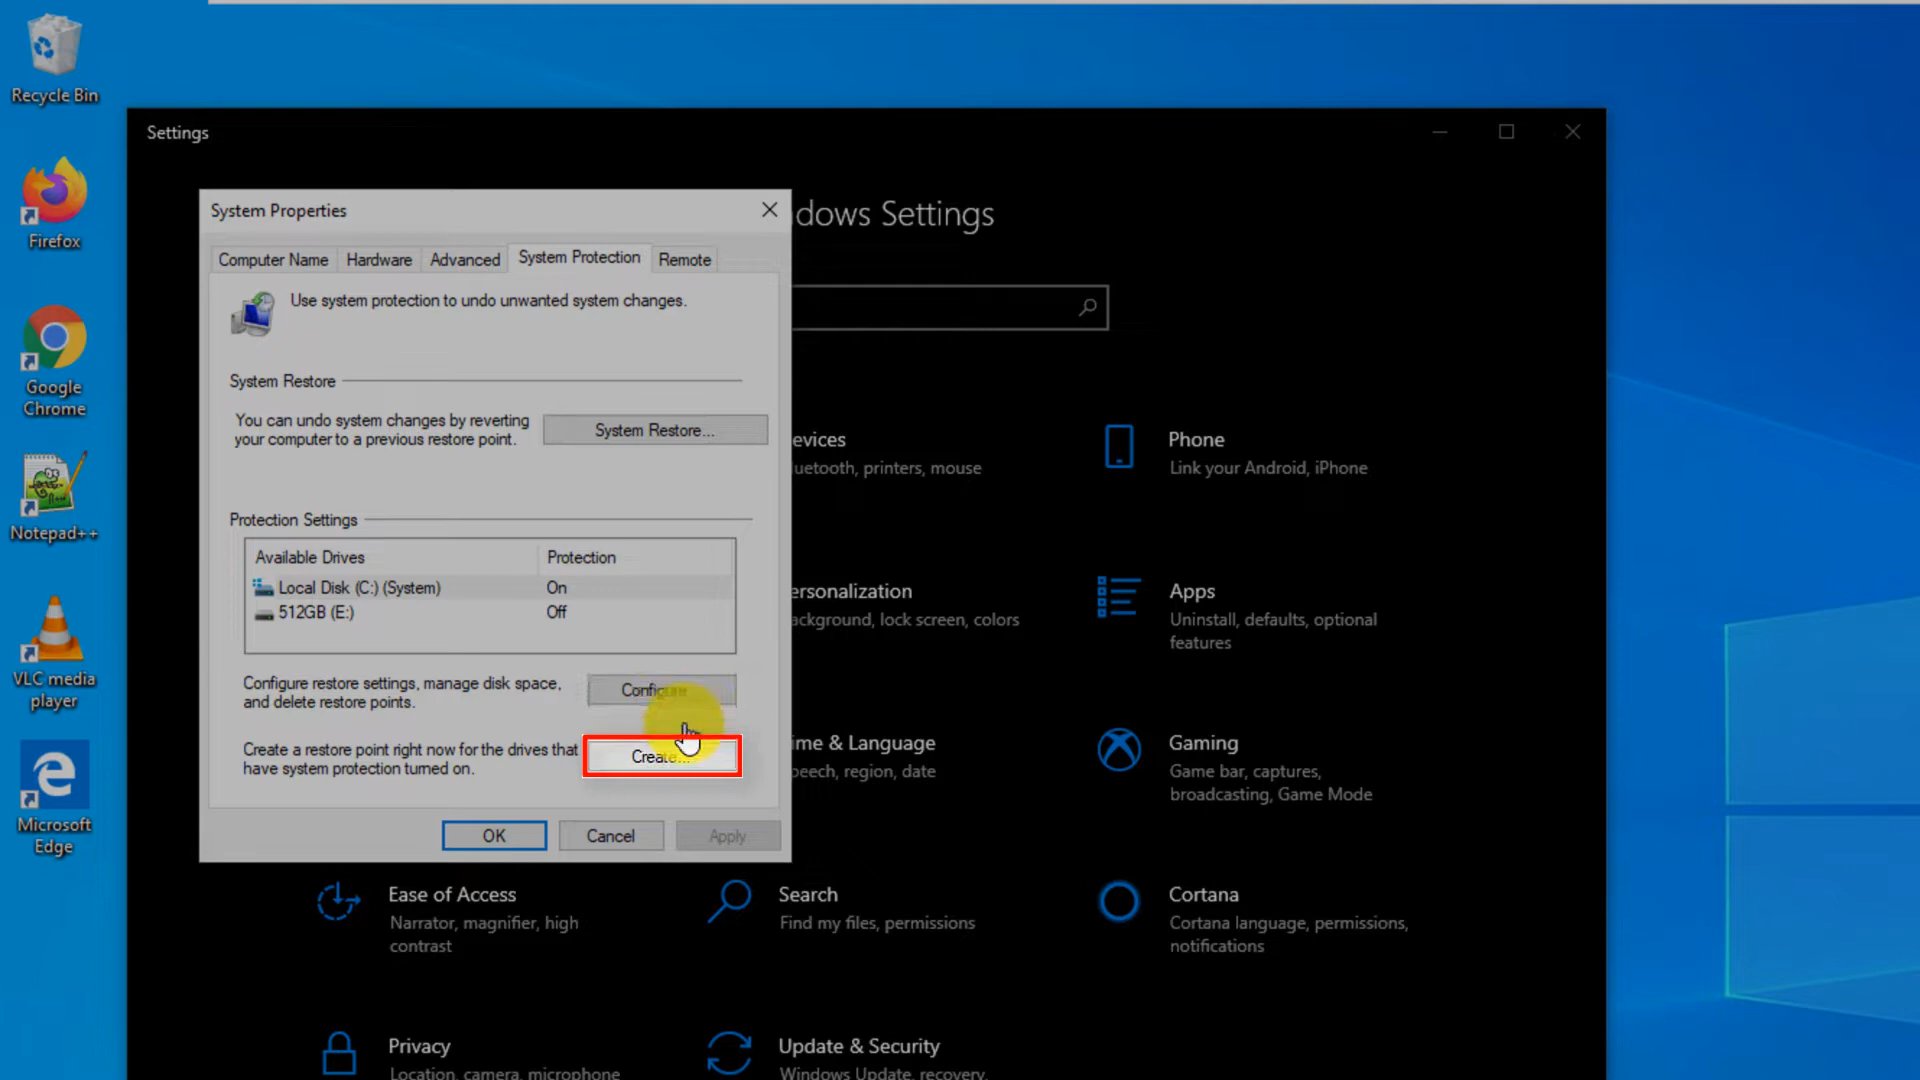 Recycle Bin
Firefox
Google
Chrome
Notepad++
VLC media
player
Microsoft
Edge
Settings
System Properties
Computer Name
Hardware
Advanced
System Protection
Remote
Use system protection to undo unwanted system changes.
System Restore
You can undo system changes by reverting
your computer to a previous restore point.
System Restore...
Protection Settings
Available Drives
Protection
Local Disk (C:) (System)
On
512GB (E:)
Off
Configure restore settings, manage disk space,
and delete restore points.
Configure
Create a restore point right now for the drives that
have system protection turned on.
Create...
OK
Cancel
Apply
dows Settings
evices
uetooth, printers, mouse
Phone
Link your Android, iPhone
ersonalization
ackground, lock screen, colors
Apps
Uninstall, defaults, optional
features
ime & Language
peech, region, date
Gaming
Game bar, captures,
broadcasting, Game Mode
Ease of Access
Narrator, magnifier, high
contrast
Search
Find my files, permissions
Cortana
Cortana language, permissions,
notifications
Privacy
Location, camera, microphone
Update & Security
Windows Update, recovery,